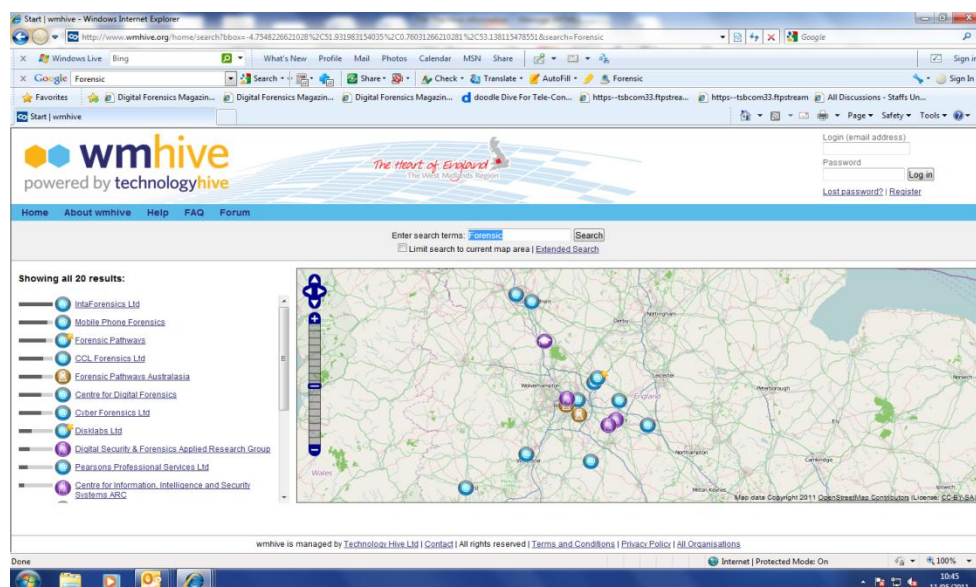 Start | wmhive - Windows Internet Explorer
http://www.wmhive.org/home/search?bbox=-4.7548226621028%2C51.931983154035%2C0.76031266210281%2C53.138115478551&search=Forensic
Google
Windows Live Bing What's New Profile Mail Photos Calendar MSN Share Sign in
Google Forensic Search Share Check Translate AutoFill Forensic Sign In
Favorites Digital Forensics Magazin... Digital Forensics Magazin... Digital Forensics Magazin... doodle Dive For Tele-Con... https--tsbcom33.ftpstrea... https--tsbcom33.ftpstream All Discussions - Staffs Un...
Start | wmhive Page Safety Tools
wmhive
powered by technologyhive
The Heart of England
The West Midlands Region
Login (email address)
Password
Log in
Lost password? | Register
Home About wmhive Help FAQ Forum
Enter search terms: Forensic Search
Limit search to current map area | Extended Search
Showing all 20 results:
IntaForensics Ltd
Mobile Phone Forensics
Forensic Pathways
CCL Forensics Ltd
Forensic Pathways Australasia
Centre for Digital Forensics
Cyber Forensics Ltd
Disklabs Ltd
Digital Security & Forensics Applied Research Group
Pearsons Professional Services Ltd
Centre for Information, Intelligence and Security
Systems ARC
Derby
Nottingham
Leicester
Wolverhampton
England
Peterborough
Norwich
Ely
Northampton
Cambridge
Ipswich
Wales
Milton Keynes
Map data Copyright 2011 OpenStreetMap Contributors (License: CC-BY-SA)
wmhive is managed by Technology Hive Ltd | Contact | All rights reserved | Terms and Conditions | Privacy Policy | All Organisations
Done Internet | Protected Mode: On 100%
10:45